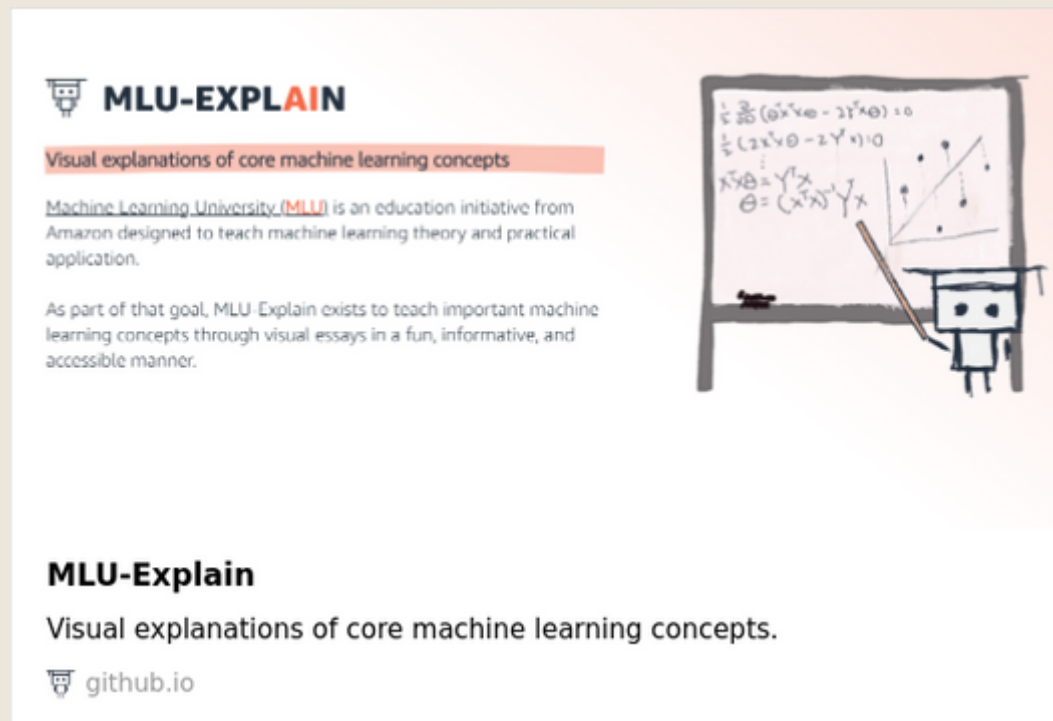 MLU-EXPLAIN
Visual explanations of core machine learning concepts
Machine Learning University (MLU) is an education initiative from
Amazon designed to teach machine learning theory and practical
application.
As part of that goal, MLU-Explain exists to teach important machine
learning concepts through visual essays in a fun, informative, and
accessible manner.
MLU-Explain
Visual explanations of core machine learning concepts.
github.io